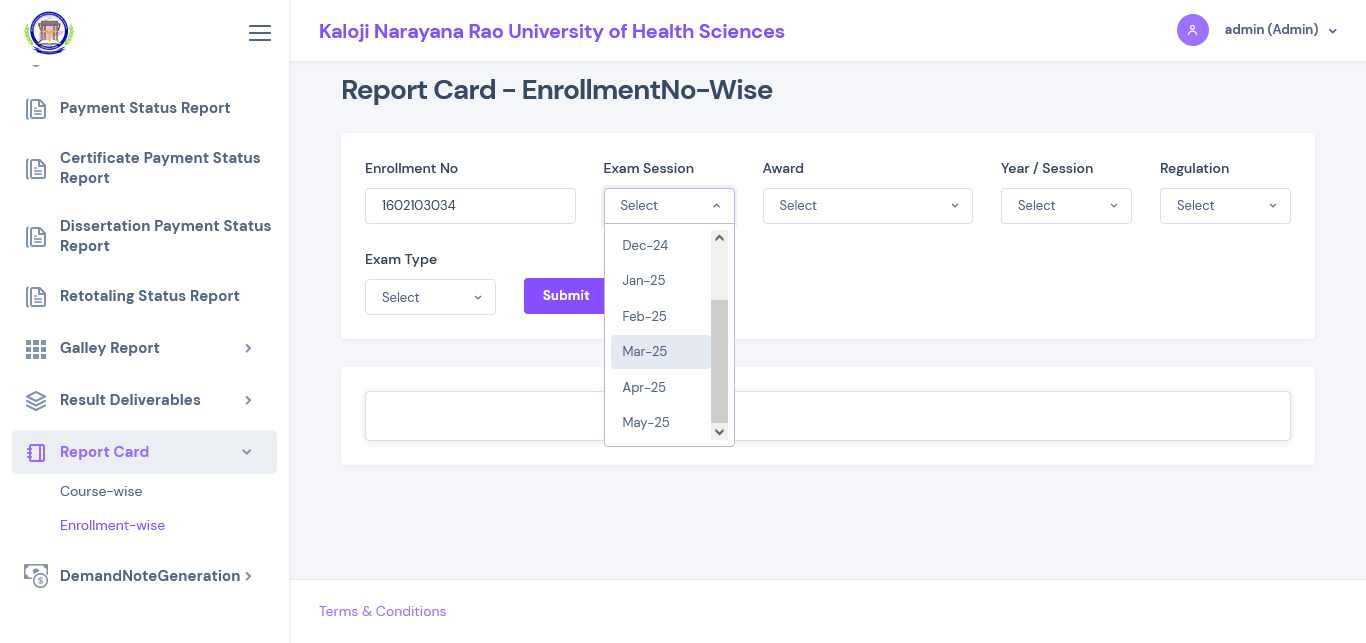 Kaloji Narayana Rao University of Health Sciences
admin (Admin)
Payment Status Report
Certificate Payment Status
Report
Dissertation Payment Status
Report
Retotaling Status Report
Galley Report
Result Deliverables
Report Card
Course-wise
Enrollment-wise
DemandNoteGeneration
Report Card - EnrollmentNo-Wise
Enrollment No
Exam Session
Award
Year / Session
Regulation
1602103034
Select
Select
Select
Select
Exam Type
Select
Submit
Dec-24
Jan-25
Feb-25
Mar-25
Apr-25
May-25
Terms & Conditions